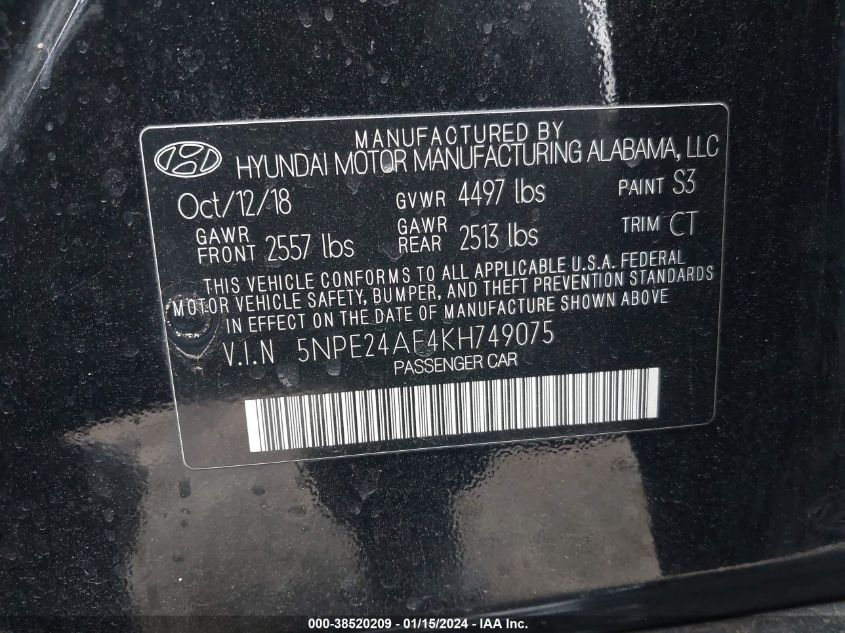 MANUFACTURED BY
HYUNDAI MOTOR MANUFACTURING ALABAMA, LLC
Oct/12/18 GVWR 4497 lbs PAINT S3
GAWR FRONT 2557 lbs GAWR REAR 2513 lbs TRIM CT
THIS VEHICLE CONFORMS TO ALL APPLICABLE U.S.A. FEDERAL
MOTOR VEHICLE SAFETY, BUMPER, AND THEFT PREVENTION STANDARDS
IN EFFECT ON THE DATE OF MANUFACTURE SHOWN ABOVE
V.I.N 5NPE24AF4KH749075
PASSENGER CAR
000-38520209 - 01/15/2024 - IAA Inc.